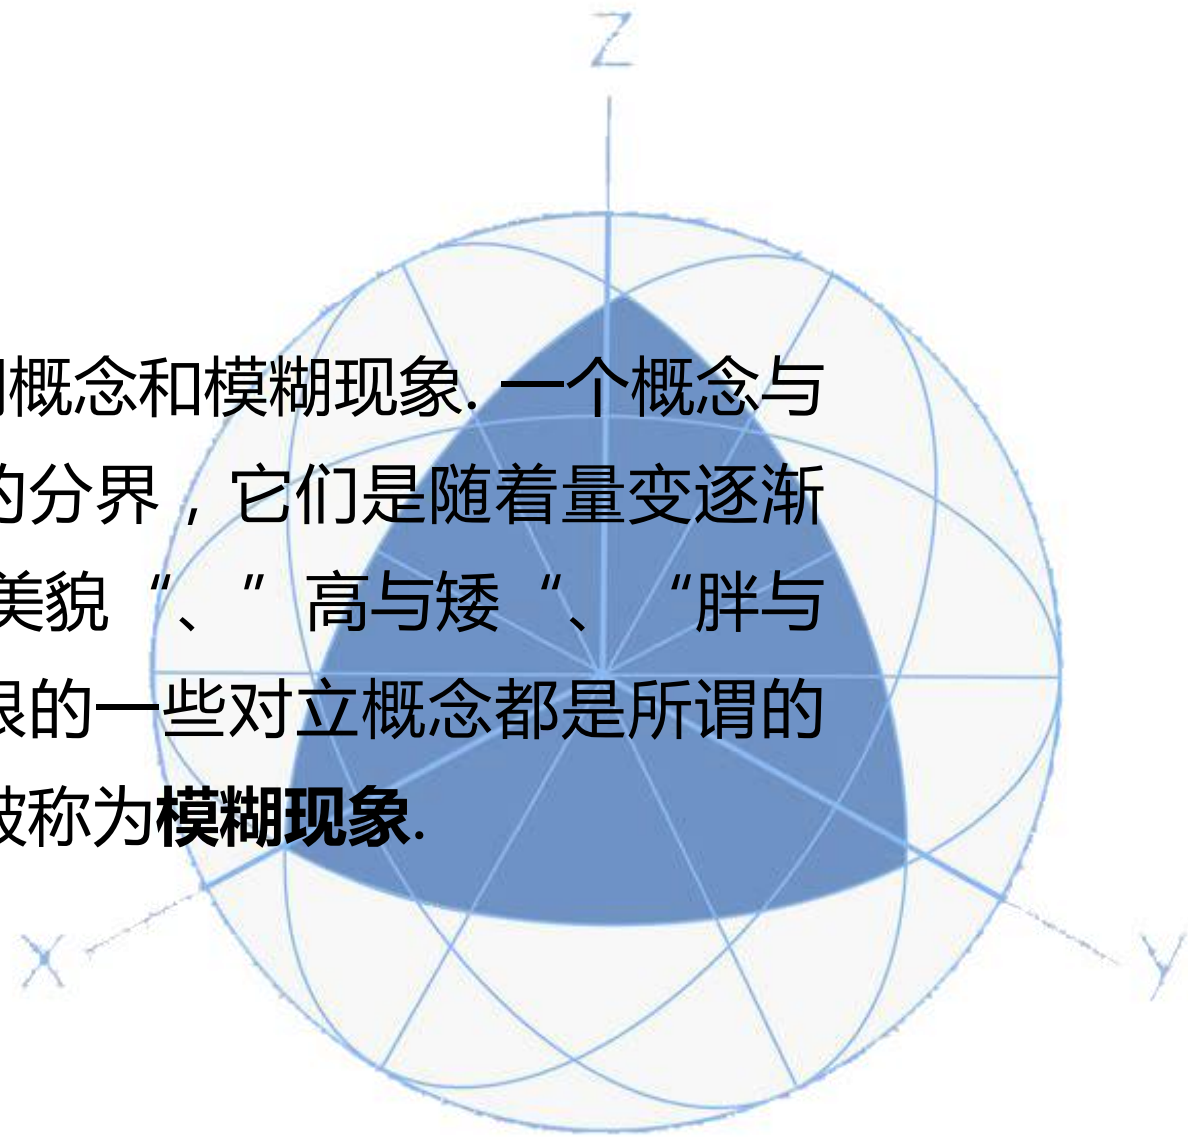 Z
概念和模糊现象. 一个概念与
的分界，它们是随着量变逐渐
美貌“、”高与矮“、“胖与
的一些对立概念都是所谓的
被称为模糊现象.
X
Y